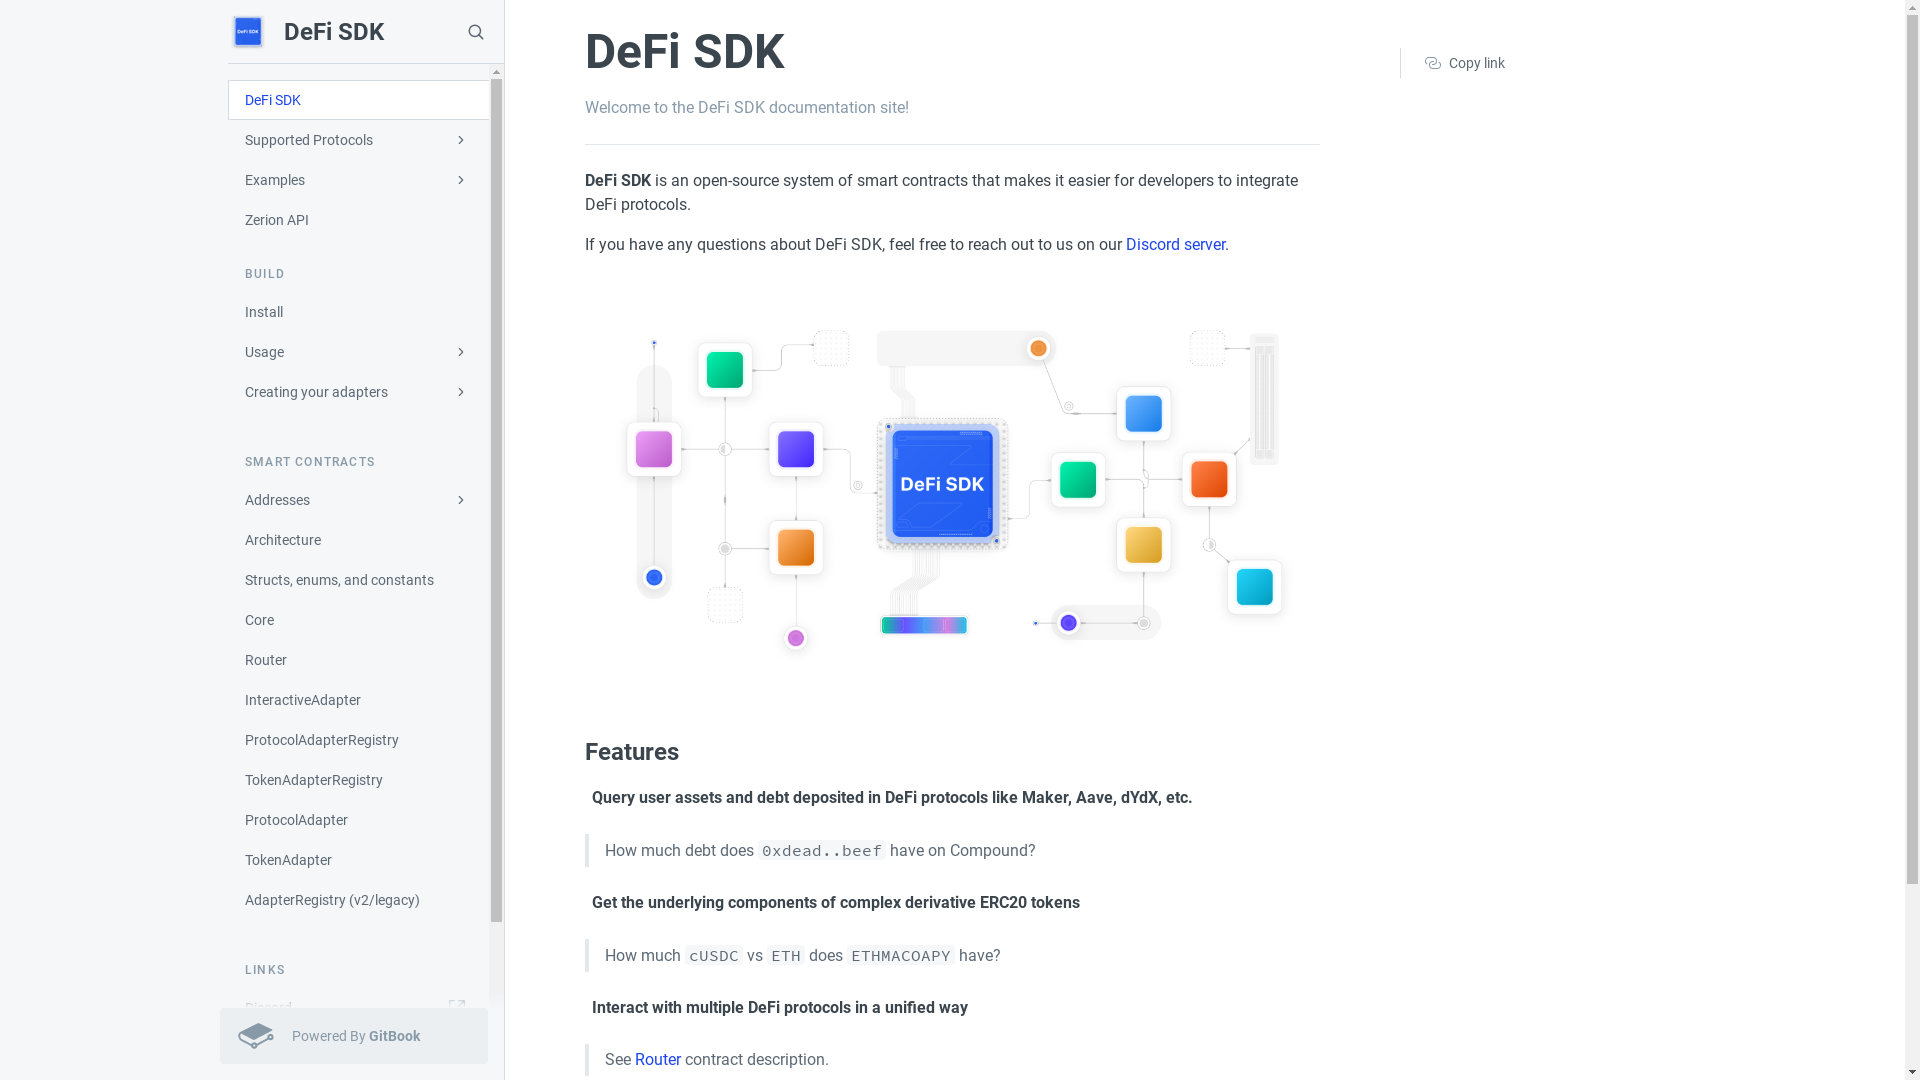 DeFi SDK
DeFi SDK
DeFi SDK
Supported Protocols
Examples
Zerion API
BUILD
Install
Usage
Creating your adapters
SMART CONTRACTS
Addresses
Architecture
Structs, enums, and constants
Core
Router
InteractiveAdapter
ProtocolAdapterRegistry
TokenAdapterRegistry
ProtocolAdapter
TokenAdapter
AdapterRegistry (v2/legacy)
LINKS
Discord
Powered By GitBook
DeFi SDK
Copy link
Welcome to the DeFi SDK documentation site!
DeFi SDK is an open-source system of smart contracts that makes it easier for developers to integrate
DeFi protocols.
If you have any questions about DeFi SDK, feel free to reach out to us on our Discord server.
DeFi SDK
Features
Query user assets and debt deposited in DeFi protocols like Maker, Aave, dYdX, etc.
How much debt does 0xdead..beef have on Compound?
Get the underlying components of complex derivative ERC20 tokens
How much cUSDC vs ETH does ETHMACOAPY have?
Interact with multiple DeFi protocols in a unified way
See Router contract description.